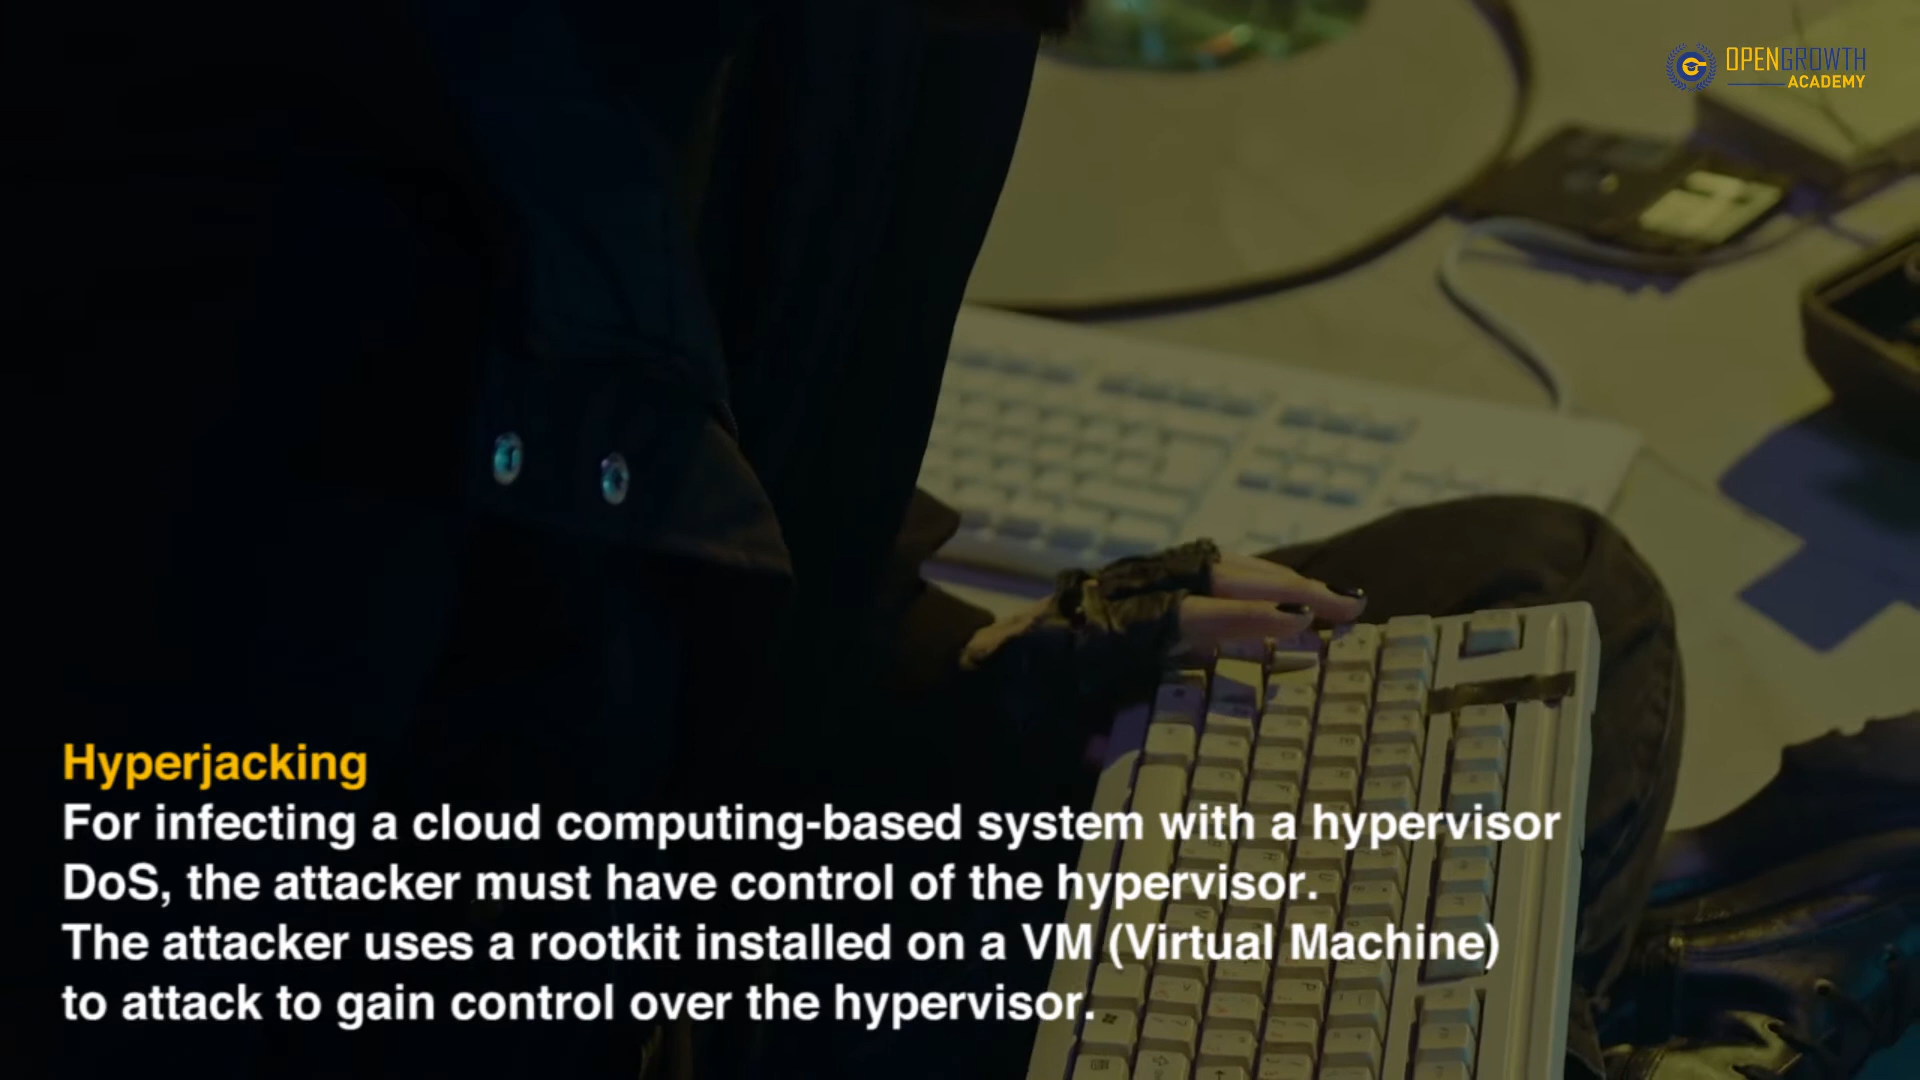 OPENGROWTH
ACADEMY
Hyperjacking
For infecting a cloud computing-based system with a hypervisor
DoS, the attacker must have control of the hypervisor.
The attacker uses a rootkit installed on a VM (Virtual Machine)
to attack to gain control over the hypervisor.